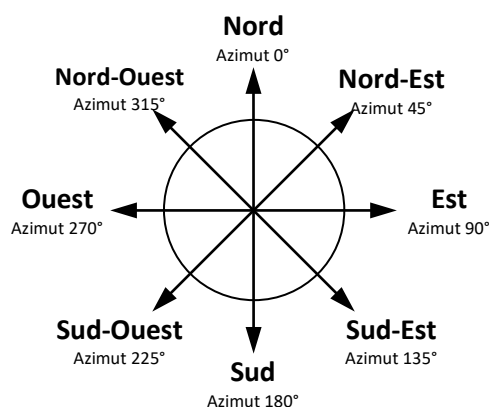 Nord
Azimut 0°
Nord-Ouest
Azimut 315°
Nord-Est
Azimut 45°
Ouest
Azimut 270°
Est
Azimut 90°
Sud-Ouest
Azimut 225°
Sud-Est
Azimut 135°
Sud
Azimut 180°